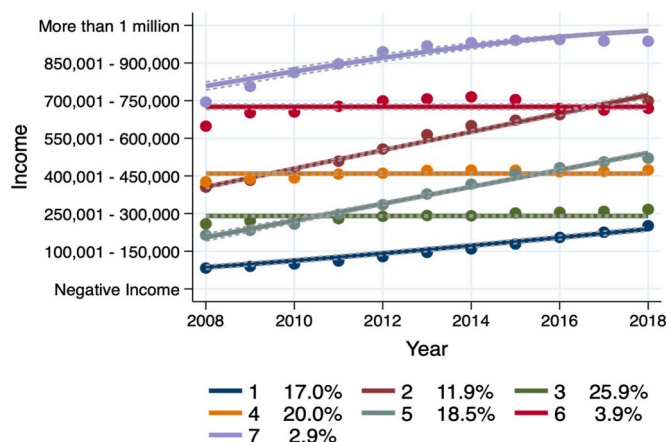 More than 1 million
850,001 - 900,000
700,001 - 750,000
550,001 - 600,000
400,001 - 450,000
250,001 - 300,000
100,001 - 150,000
Negative Income
Income
2008 2010 2012 2014 2016 2018
Year
1 17.0% 2 11.9% 3 25.9%
4 20.0% 5 18.5% 6 3.9%
7 2.9%